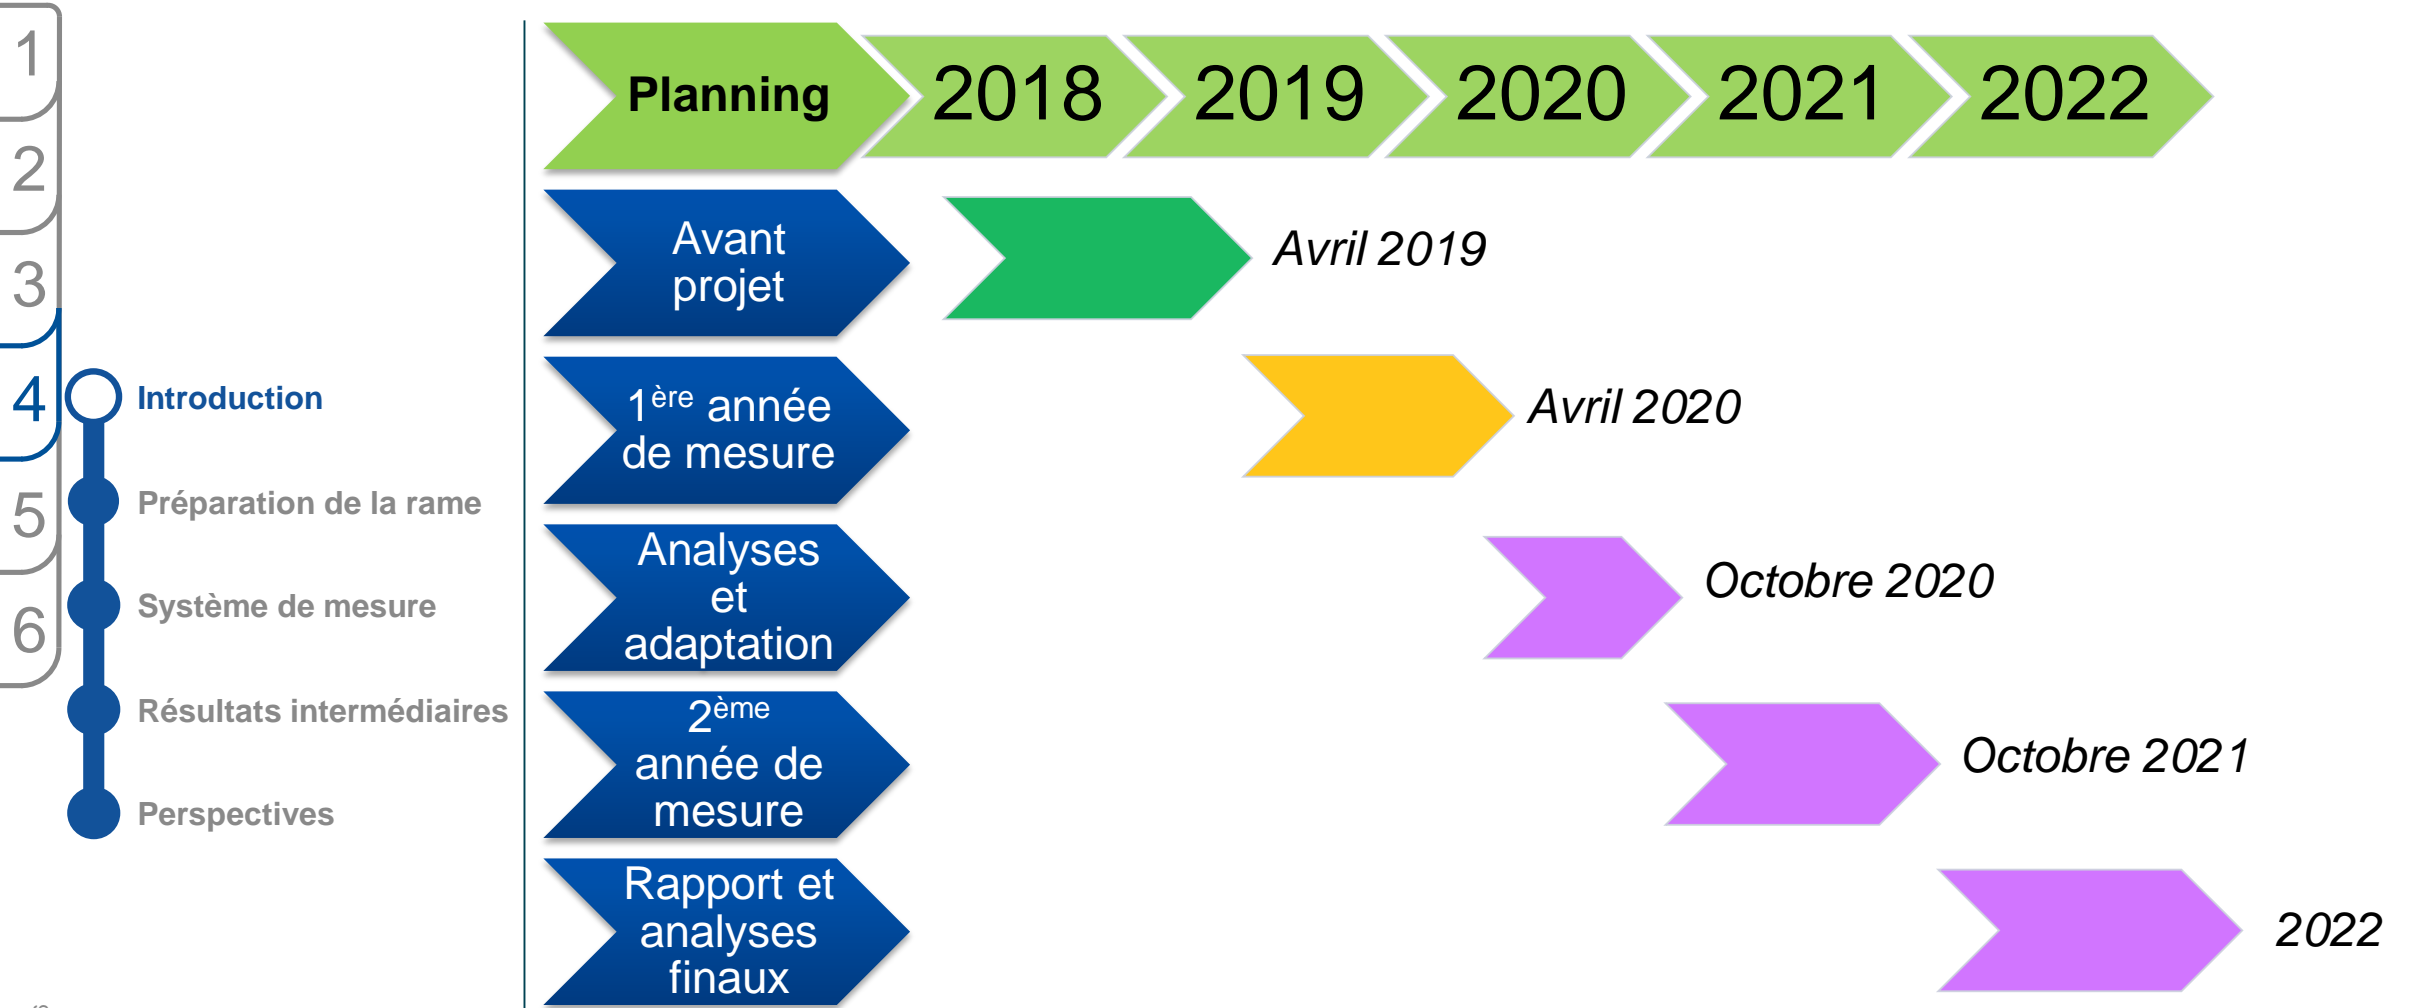 1
2
3
4
5
6
Introduction
Préparation de la rame
Système de mesure
Résultats intermédiaires
Perspectives
Planning
2018
2019
2020
2021
2022
Avant
projet
Avril 2019
1ère année
de mesure
Avril 2020
Analyses
et
adaptation
Octobre 2020
2ème
année de
mesure
Octobre 2021
Rapport et
analyses
finaux
2022